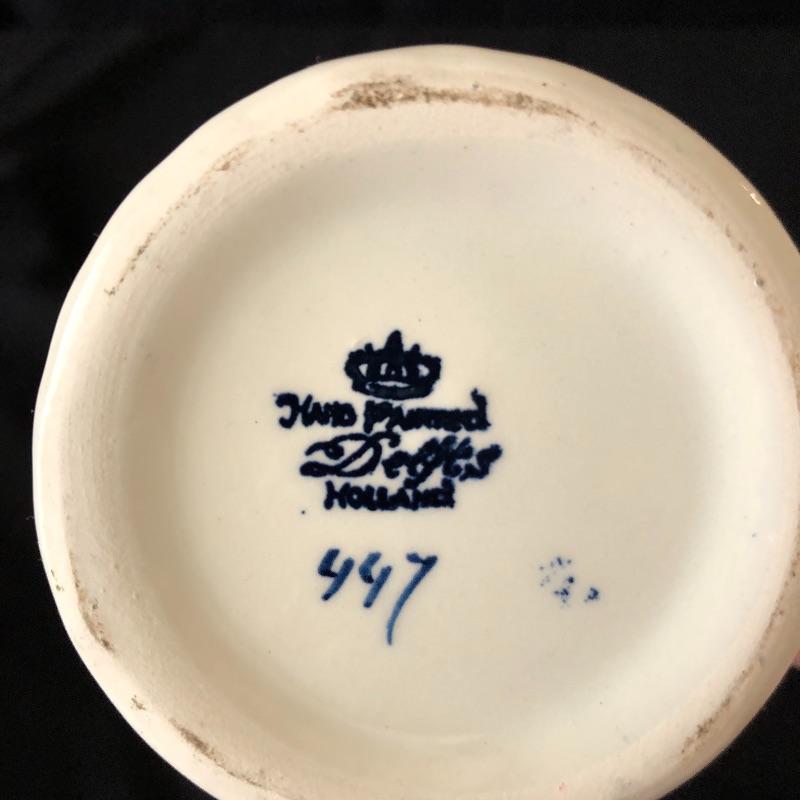 HAND PAINTED
Delfts
HOLLAND
447